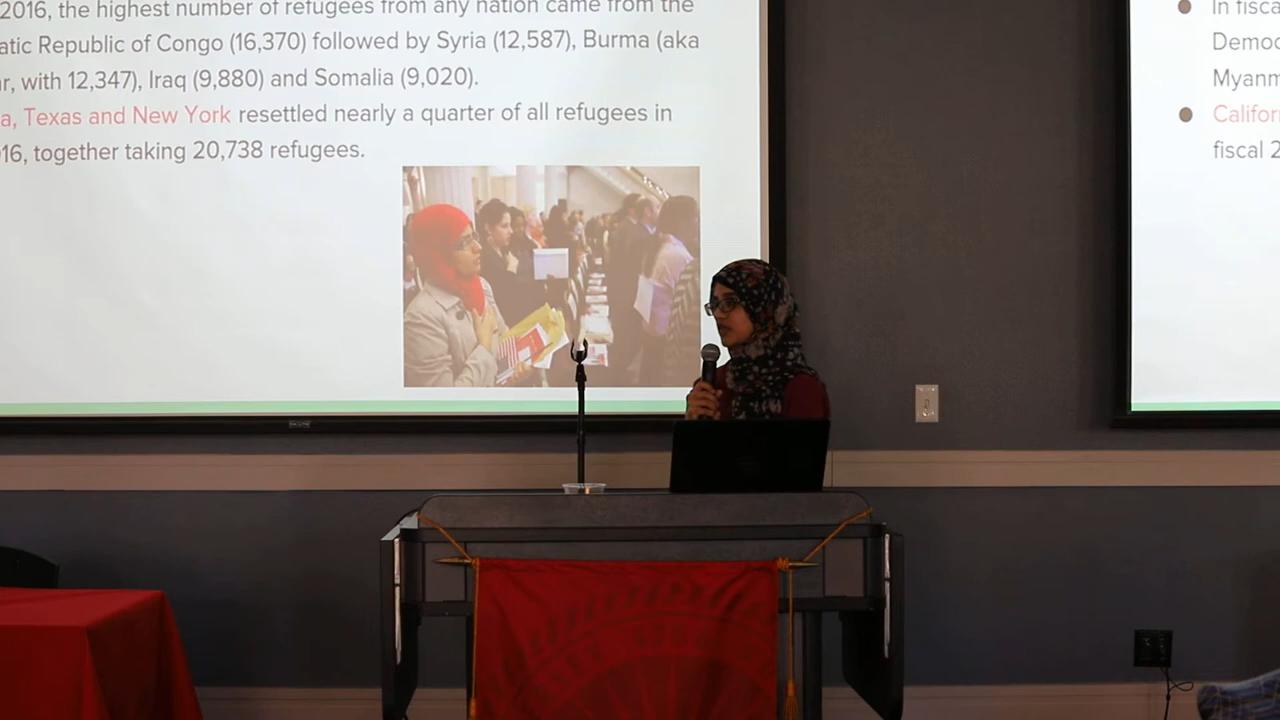 2016, the highest number of refugees from any nation came from the
atic Republic of Congo (16,370) followed by Syria (12,587), Burma (aka
r, with 12,347), Iraq (9,880) and Somalia (9,020).
a, Texas and New York resettled nearly a quarter of all refugees in
16, together taking 20,738 refugees.
In fisca
Democ
Myanm
Califor
fiscal 2